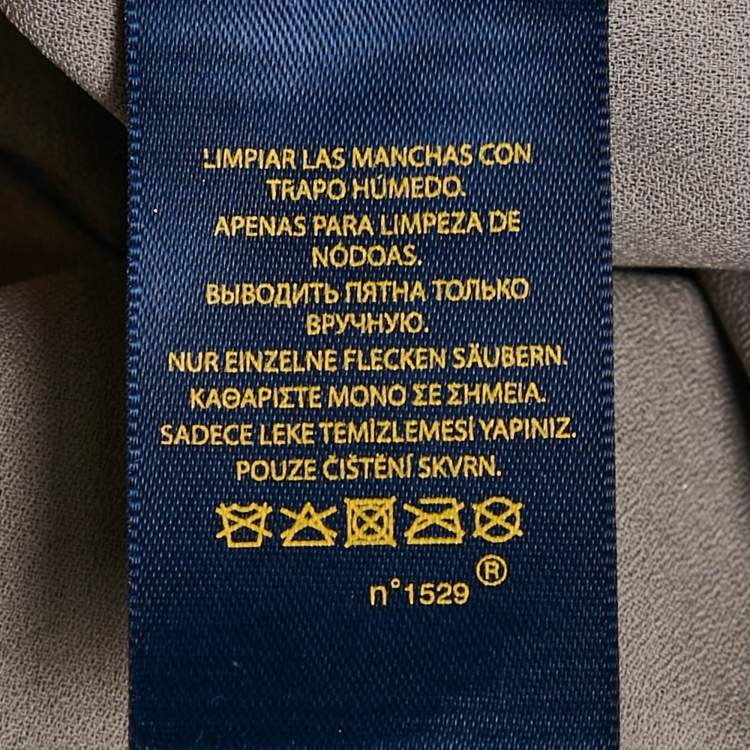 LIMPIAR LAS MANCHAS CON
TRAPO HÚMEDO.
APENAS PARA LIMPEZA DE
NÓDOAS.
ВЫВОДИТЬ ПЯТНА ТОЛЬКО
ВРУЧНУЮ.
NUR EINZELNE FLECKEN SÄUBERN.
ΚΑΘΑΡΙΣΤΕ ΜΟΝΟ ΣΕ ΣΗΜΕΙΑ.
SADECE LEKE TEMİZLEMESİ YAPINIZ.
POUZE ČIŠTĚNÍ SKVRN.
n°1529 ®